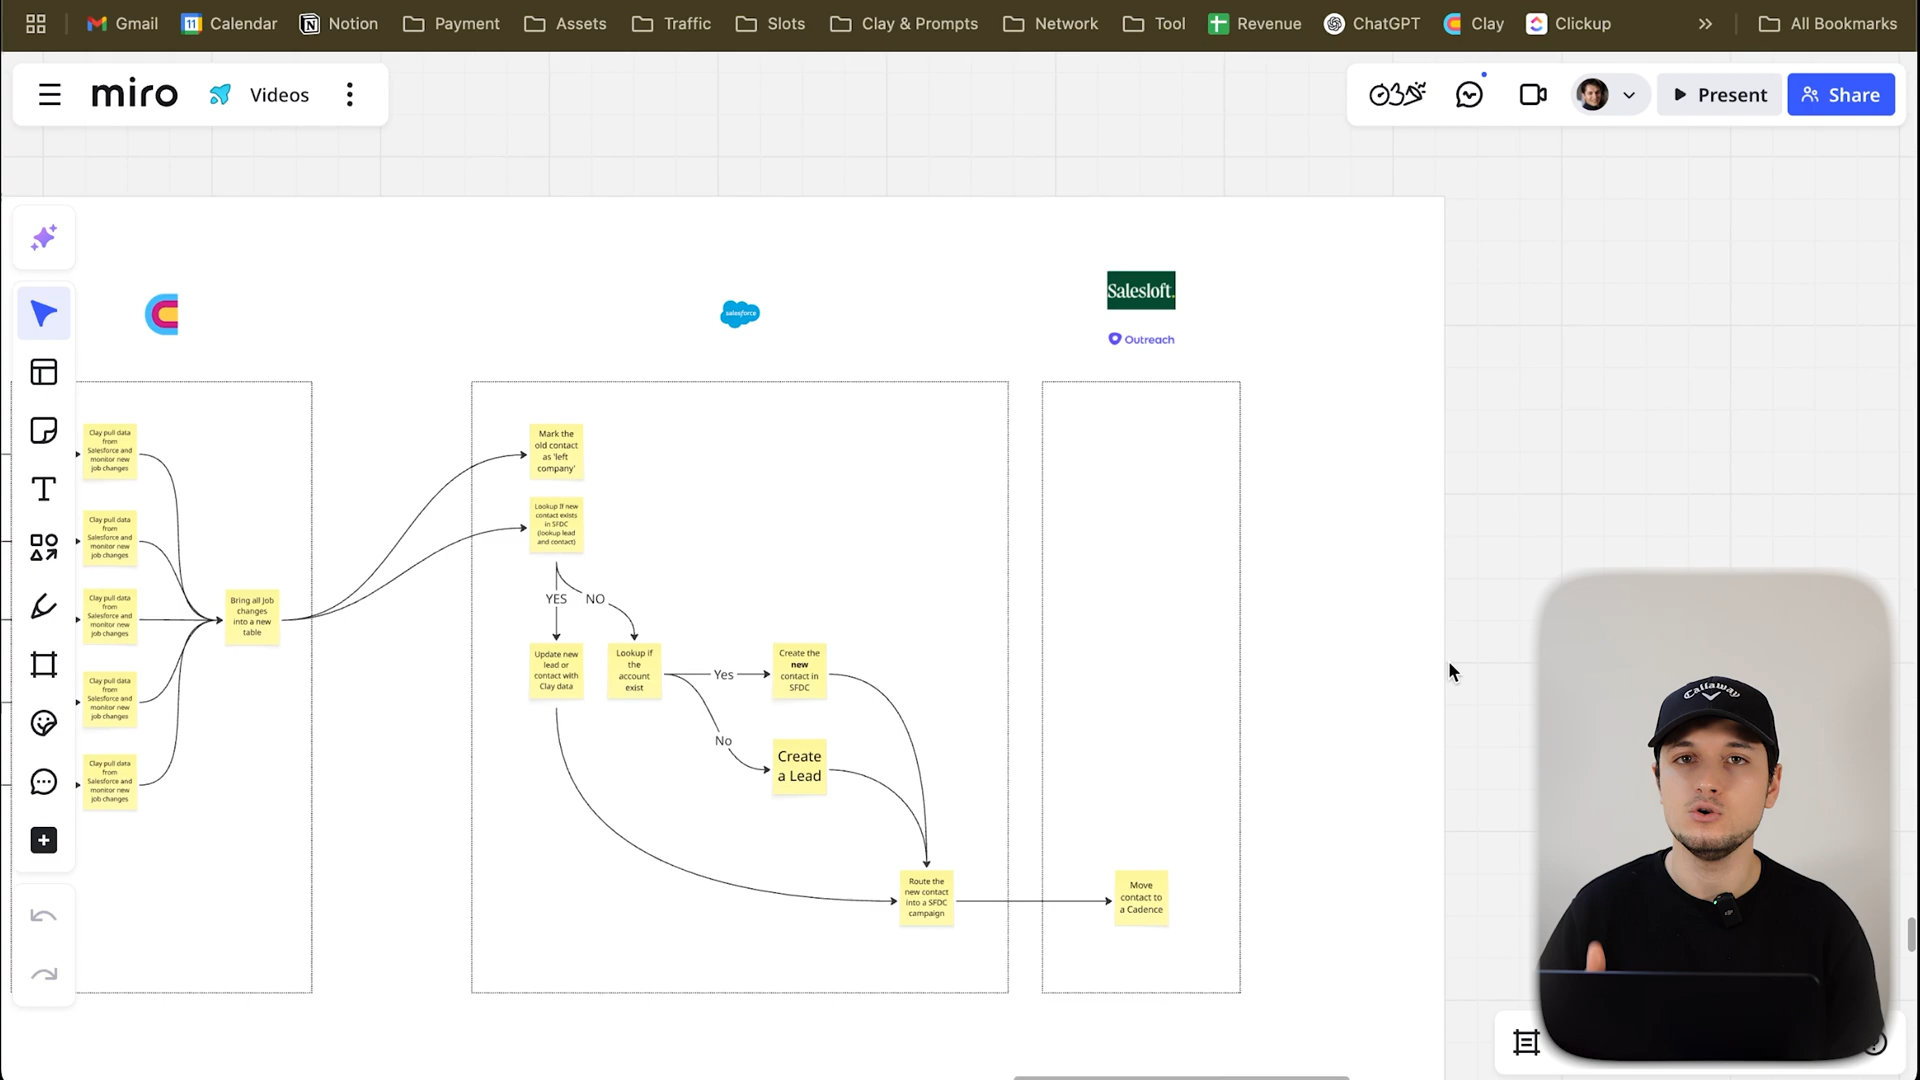 Gmail
Calendar
Notion
Payment
Assets
Traffic
Slots
Clay & Prompts
Network
Tool
Revenue
ChatGPT
Clay
Clickup
All Bookmarks
miro
Videos
Present
Share
salesforce
Salesloft.
Outreach
Clay pull data
from
Salesforce and
monitor new
job changes
Clay pull data
from
Salesforce and
monitor new
job changes
Clay pull data
from
Salesforce and
monitor new
job changes
Clay pull data
from
Salesforce and
monitor new
job changes
Clay pull data
from
Salesforce and
monitor new
job changes
Bring all job
changes
into a new
table
Mark the
old contact
as 'left
company'
Lookup if new
contact exists
in SFDC
(lookup lead
and contact)
YES
NO
Update new
lead or
contact with
Clay data
Lookup if
the
account
exist
Yes
No
Create the
new
contact in
SFDC
Create
a Lead
Route the
new contact
into a SFDC
campaign
Move
contact to
a Cadence
Callaway